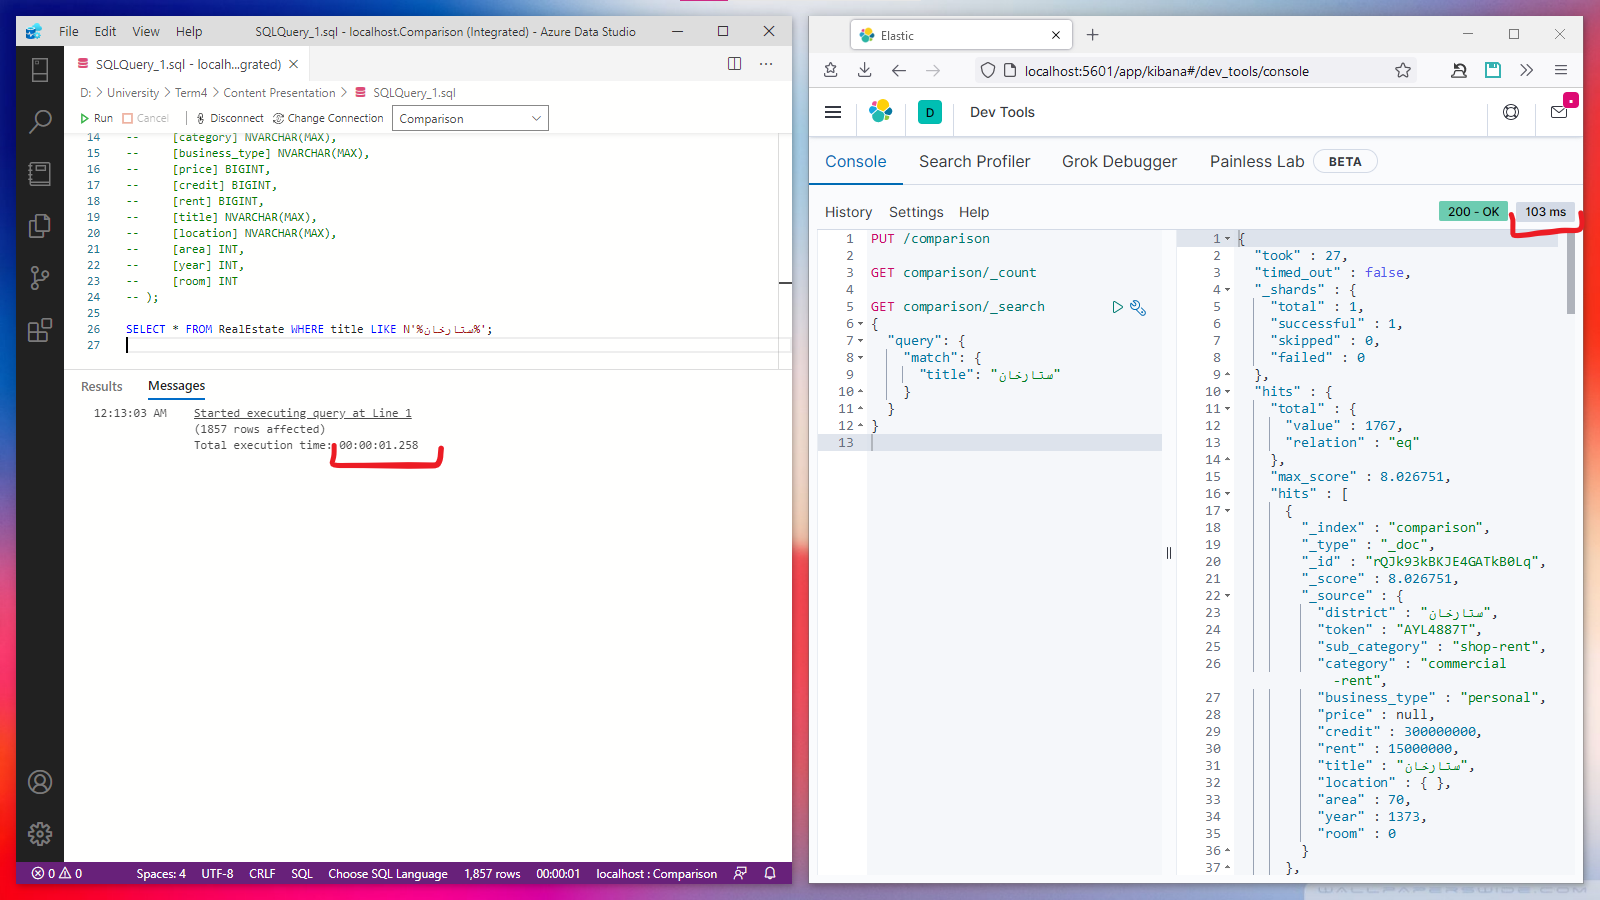 File Edit View Help SQLQuery_1.sql - localhost.Comparison (Integrated) - Azure Data Studio
SQLQuery_1.sql - localh...grated)
D: > University > Term4 > Content Presentation > SQLQuery_1.sql
Run Cancel Disconnect Change Connection Comparison
14 -- [category] NVARCHAR(MAX),
15 -- [business_type] NVARCHAR(MAX),
16 -- [price] BIGINT,
17 -- [credit] BIGINT,
18 -- [rent] BIGINT,
19 -- [title] NVARCHAR(MAX),
20 -- [location] NVARCHAR(MAX),
21 -- [area] INT,
22 -- [year] INT,
23 -- [room] INT
24 -- );
25
26 SELECT * FROM RealEstate WHERE title LIKE N'%ستارخان%';
27
Results Messages
12:13:03 AM Started executing query at Line 1
(1857 rows affected)
Total execution time: 00:00:01.258
0 0 Spaces: 4 UTF-8 CRLF SQL Choose SQL Language 1,857 rows 00:00:01 localhost : Comparison
Elastic
localhost:5601/app/kibana#/dev_tools/console
D Dev Tools
Console Search Profiler Grok Debugger Painless Lab BETA
History Settings Help 200 - OK 103 ms
1 PUT /comparison
2
3 GET comparison/_count
4
5 GET comparison/_search
6 {
7 "query": {
8 "match": {
9 "title": "ستارخان"
10 }
11 }
12 }
13
1 {
2 "took" : 27,
3 "timed_out" : false,
4 "_shards" : {
5 "total" : 1,
6 "successful" : 1,
7 "skipped" : 0,
8 "failed" : 0
9 },
10 "hits" : {
11 "total" : {
12 "value" : 1767,
13 "relation" : "eq"
14 },
15 "max_score" : 8.026751,
16 "hits" : [
17 {
18 "_index" : "comparison",
19 "_type" : "_doc",
20 "_id" : "rQJk93kBKJE4GATkB0Lq",
21 "_score" : 8.026751,
22 "_source" : {
23 "district" : "ستارخان",
24 "token" : "AYL4887T",
25 "sub_category" : "shop-rent",
26 "category" : "commercial
-rent",
27 "business_type" : "personal",
28 "price" : null,
29 "credit" : 300000000,
30 "rent" : 15000000,
31 "title" : "ستارخان",
32 "location" : { },
33 "area" : 70,
34 "year" : 1373,
35 "room" : 0
36 }
37 },